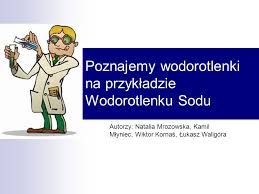 Poznajemy wodorotlenki
na przykładzie
Wodorotlenku Sodu
Autorzy: Natalia Mrozowska, Kamil
Młyniec, Wiktor Komaś, Łukasz Waligóra